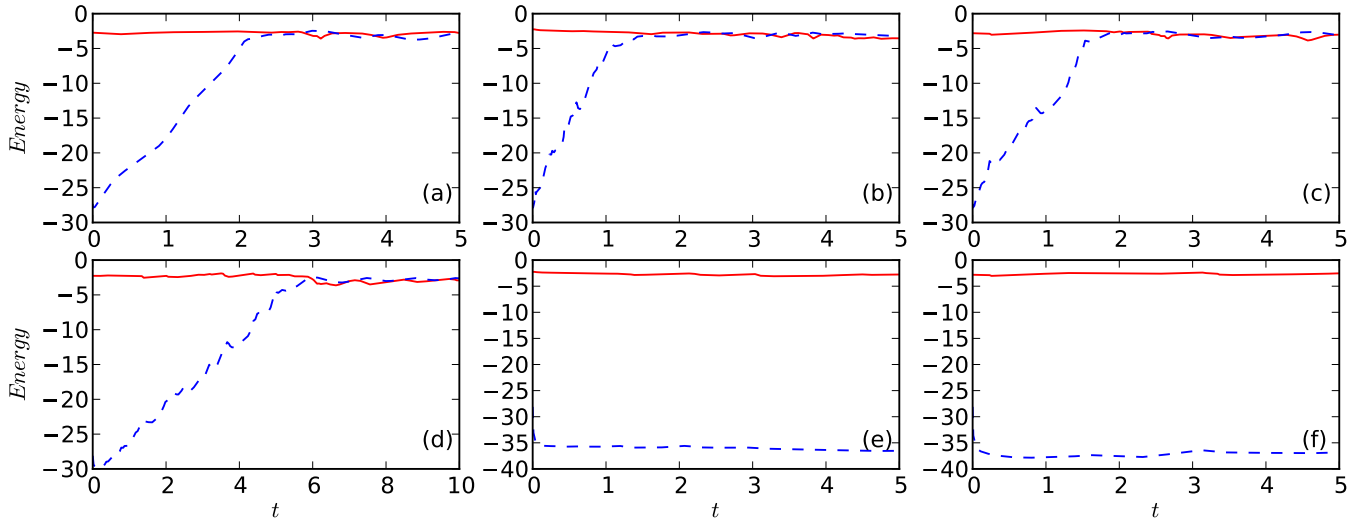 0 0 0
−5 −5 −5
−10 −10 −10
Energy −15 −15 −15
−20 −20 −20
−25 (a) −25 (b) −25 (c)
−30 −30 −30
0 1 2 3 4 5 0 1 2 3 4 5 0 1 2 3 4 5
0 0 0
−5 −5 −5
−10 −10 −10
Energy −15 −15 −15
−20 −20 −20
−25 −25 −25
−30 −30 −30
(d) −35 (e) −35 (f)
−40 −40
0 2 4 6 8 10 0 1 2 3 4 5 0 1 2 3 4 5
t t t